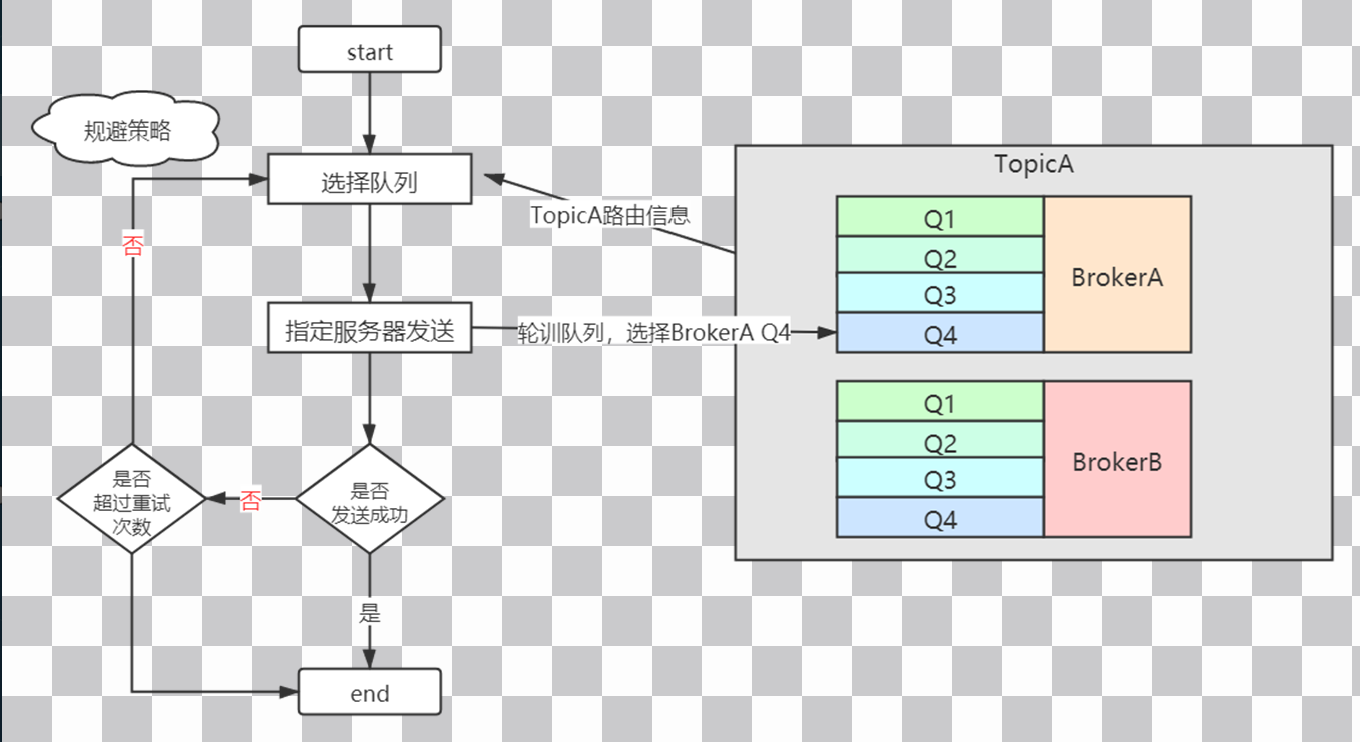 start
规避策略
选择队列
TopicA路由信息
否
指定服务器发送
轮训队列，选择BrokerA Q4
是否
超过重试
次数
否
是否
发送成功
是
end
TopicA
Q1
Q2
Q3
Q4
BrokerA
Q1
Q2
Q3
Q4
BrokerB